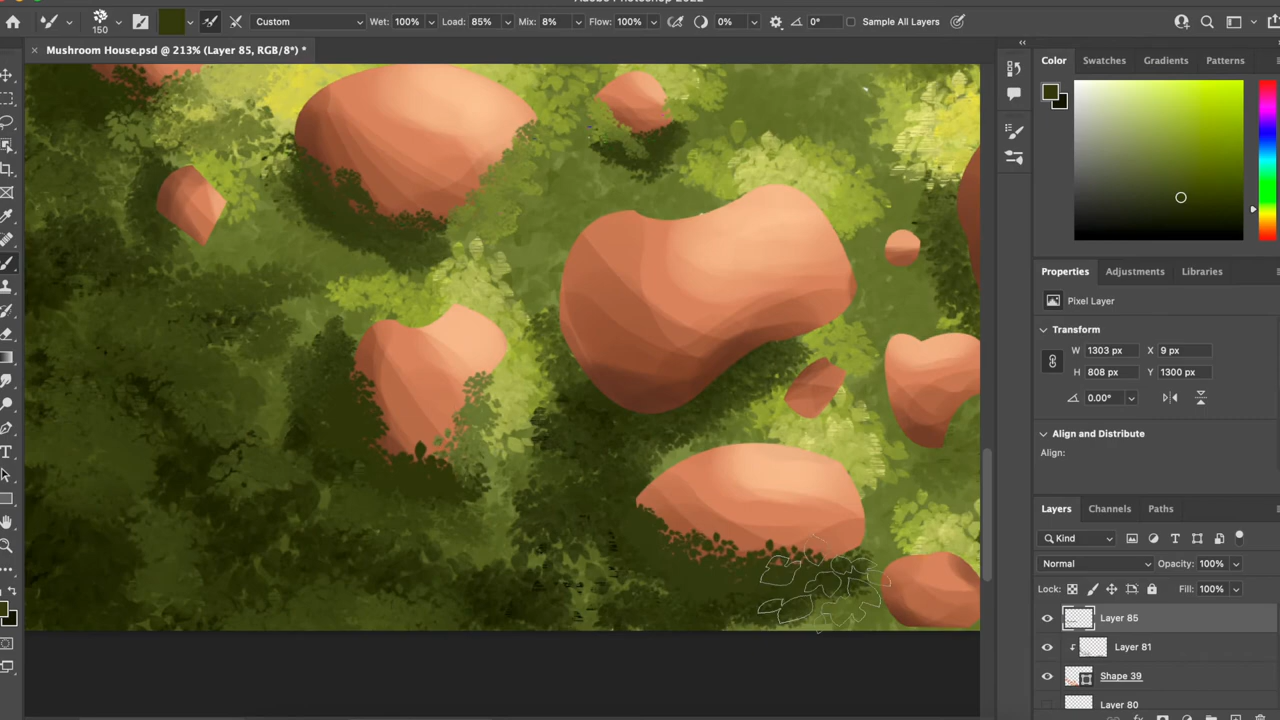 Adobe Photoshop 2022
150
Custom
Wet: 100%
Load: 85%
Mix: 8%
Flow: 100%
0%
0°
Sample All Layers
× Mushroom House.psd @ 213% (Layer 85, RGB/8*) *
Color
Swatches
Gradients
Patterns
Properties
Adjustments
Libraries
Pixel Layer
Transform
W 1303 px X 9 px
H 808 px Y 1300 px
0.00°
Align and Distribute
Align:
Layers
Channels
Paths
Kind
Normal
Opacity: 100%
Lock:
Fill: 100%
Layer 85
Layer 81
Shape 39
Layer 80